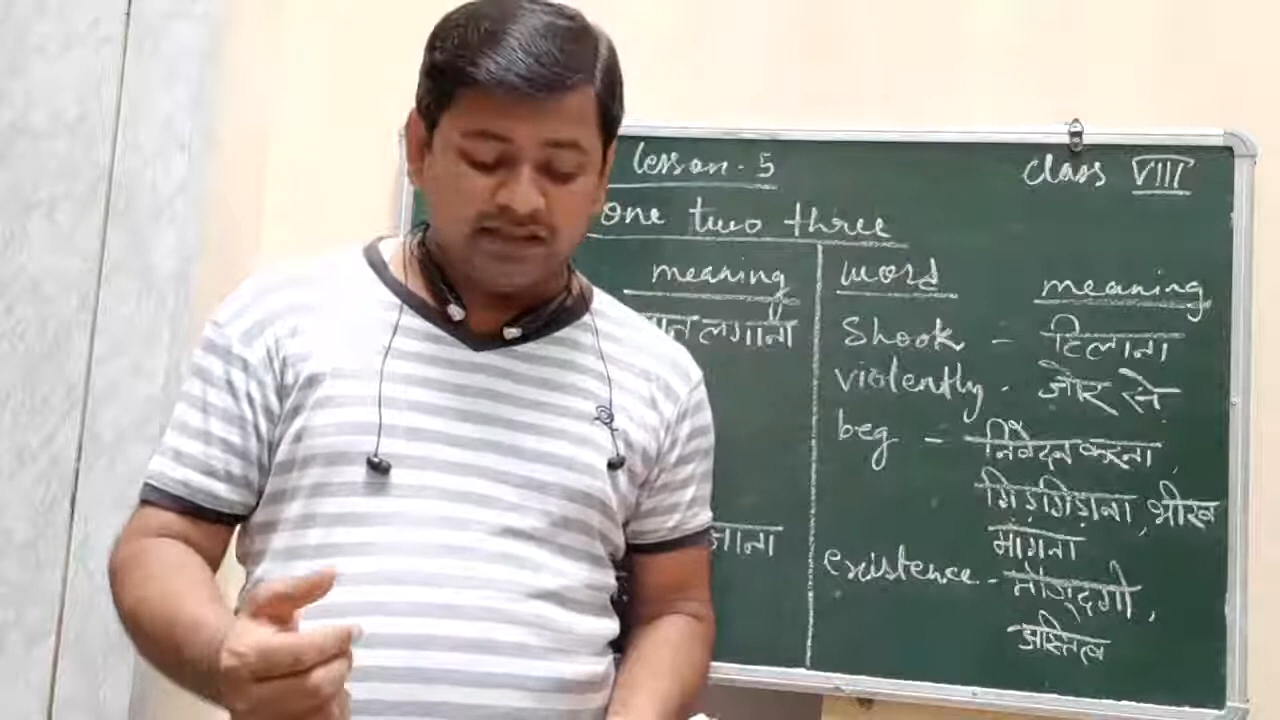 lesson - 5
class VIII
one two three
meaning
word
meaning
लगाना
Shook - हिलाना
violently - जोर से
beg - निवेदन करना,
गिड़गिड़ाना, भीख
मांगना
जाना
existence - मौजूदगी,
अस्तित्व